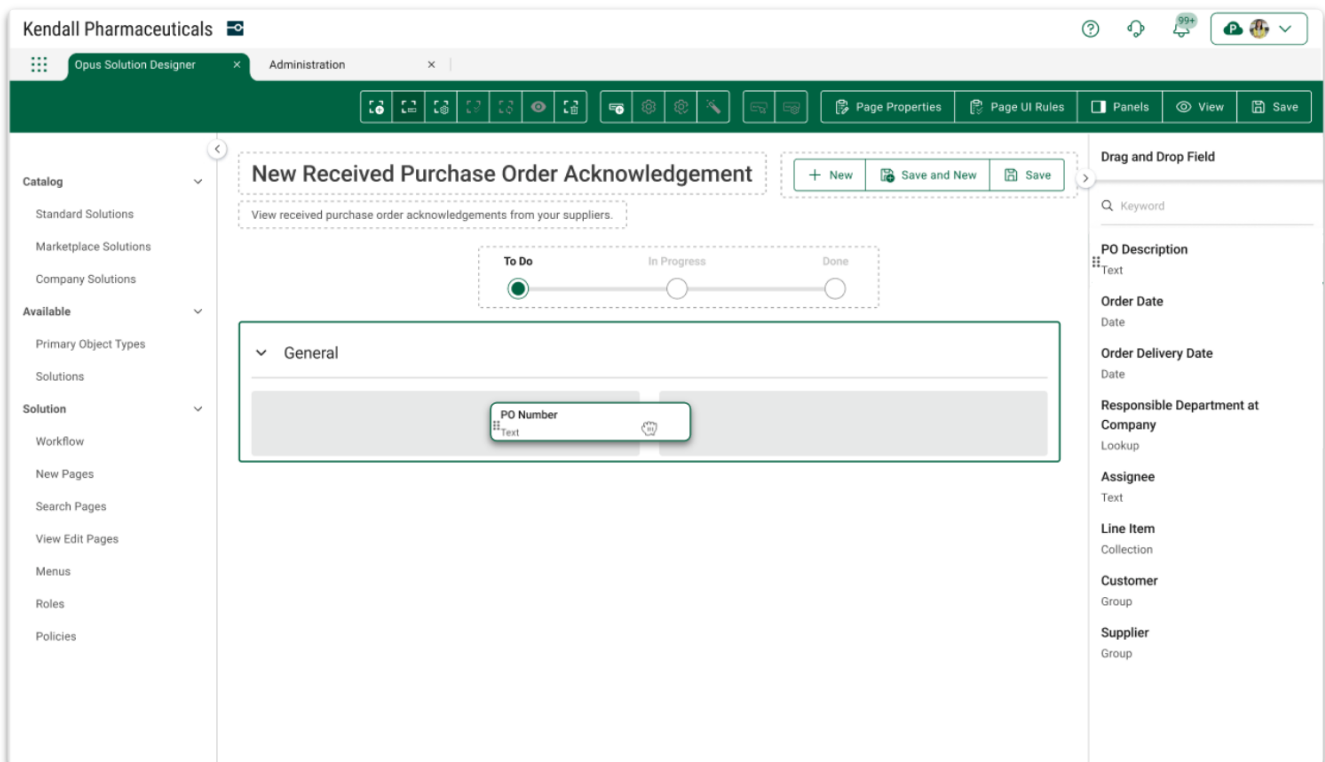 Kendall Pharmaceuticals
99+
P
Opus Solution Designer
Administration
Page Properties
Page UI Rules
Panels
View
Save
Catalog
Standard Solutions
Marketplace Solutions
Company Solutions
Available
Primary Object Types
Solutions
Solution
Workflow
New Pages
Search Pages
View Edit Pages
Menus
Roles
Policies
New Received Purchase Order Acknowledgement
New
Save and New
Save
View received purchase order acknowledgements from your suppliers.
To Do
In Progress
Done
General
PO Number
Text
Drag and Drop Field
Keyword
PO Description
Text
Order Date
Date
Order Delivery Date
Date
Responsible Department at
Company
Lookup
Assignee
Text
Line Item
Collection
Customer
Group
Supplier
Group